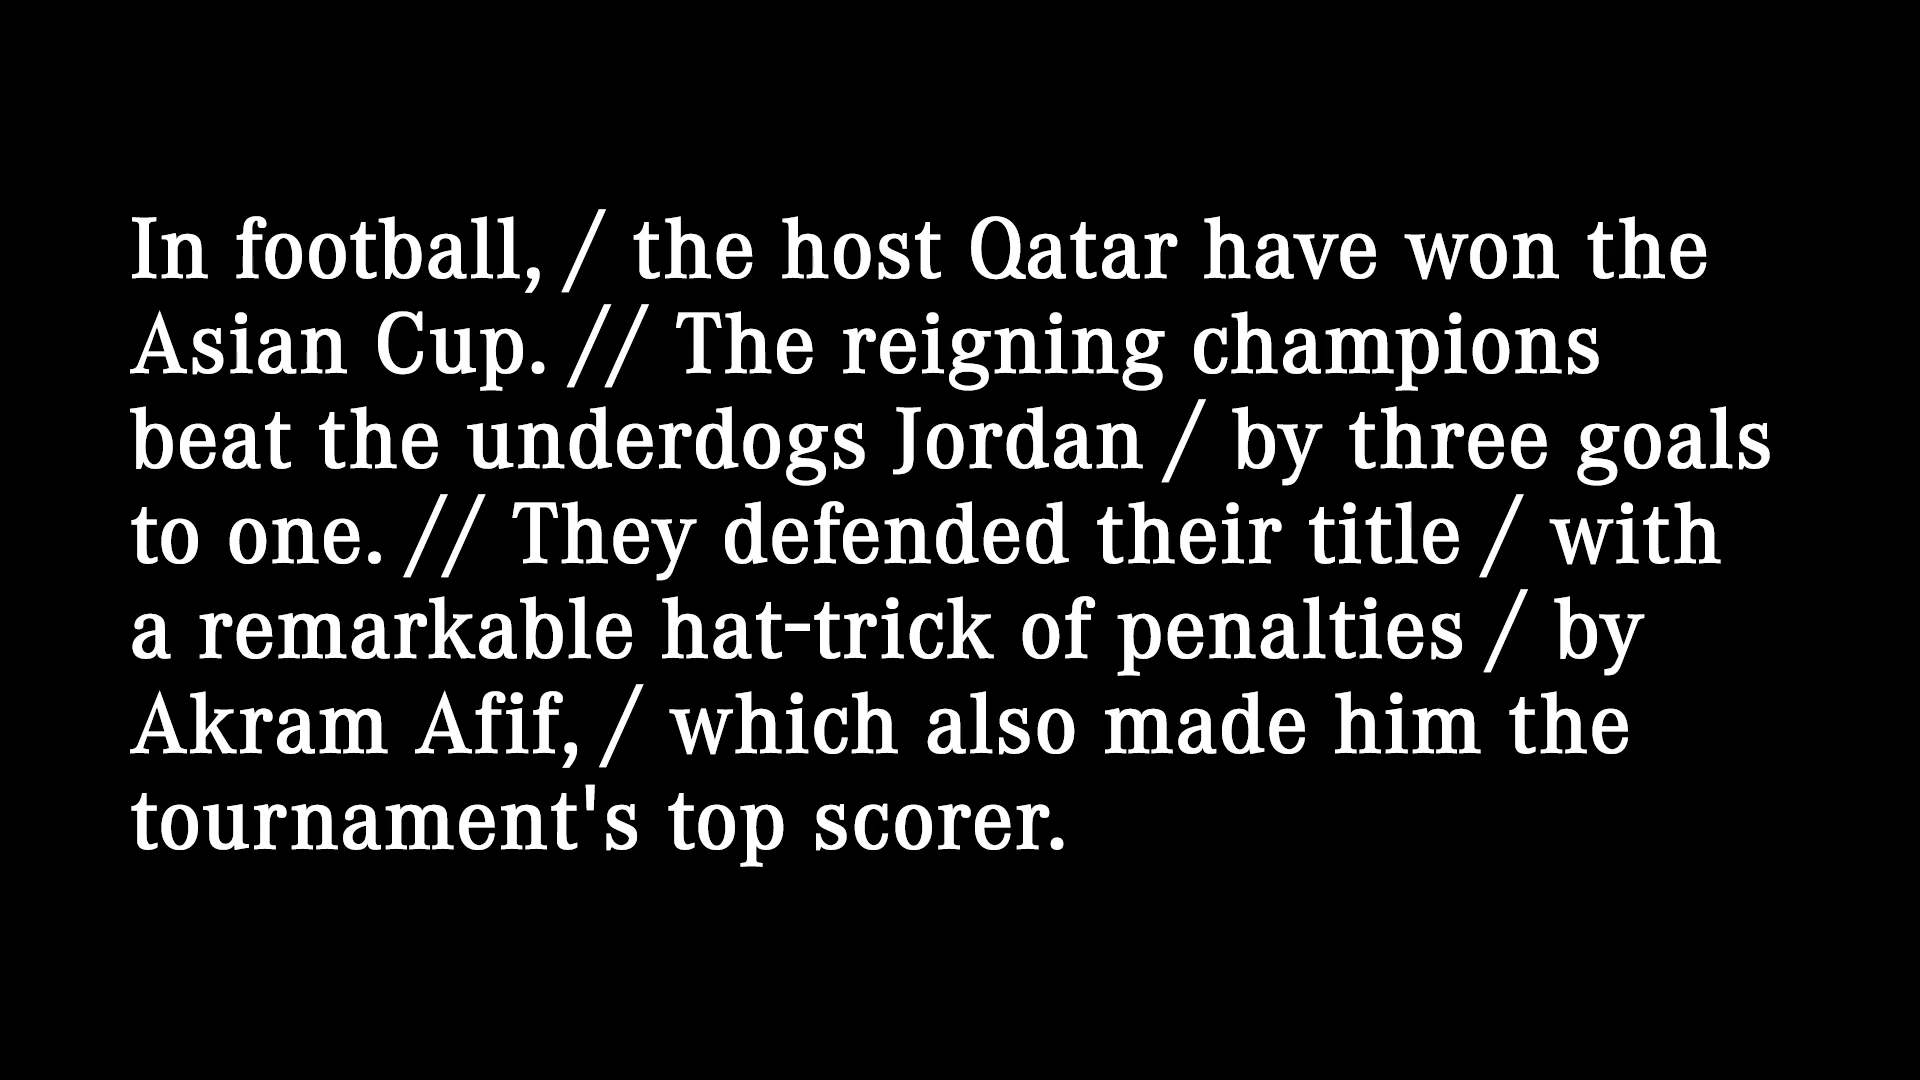 In football, / the host Qatar have won the
Asian Cup. // The reigning champions
beat the underdogs Jordan / by three goals
to one. // They defended their title / with
a remarkable hat-trick of penalties / by
Akram Afif, / which also made him the
tournament's top scorer.